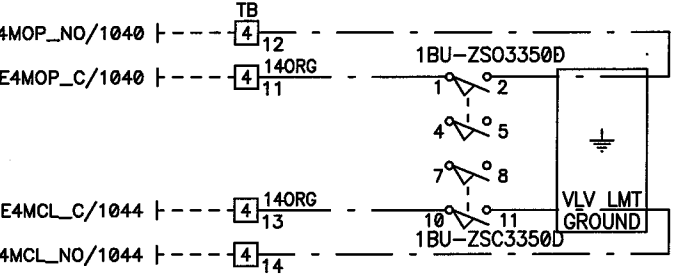 TB
4MOP_NO/1040 4 12
1BU-ZSO3350D
E4MOP_C/1040 4 14ORG 11
1 2
4 5
7 8
E4MCL_C/1044 4 14ORG 13
10 11
VLV LMT
GROUND
1BU-ZSC3350D
4MCL_NO/1044 4 14